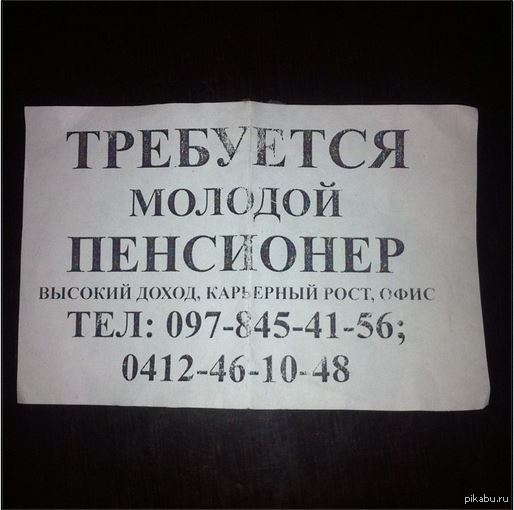 ТРЕБУЕТСЯ
МОЛОДОЙ
ПЕНСИОНЕР
ВЫСОКИЙ ДОХОД, КАРЬЕРНЫЙ РОСТ, ОФИС
ТЕЛ: 097-845-41-56;
0412-46-10-48
pikabu.ru